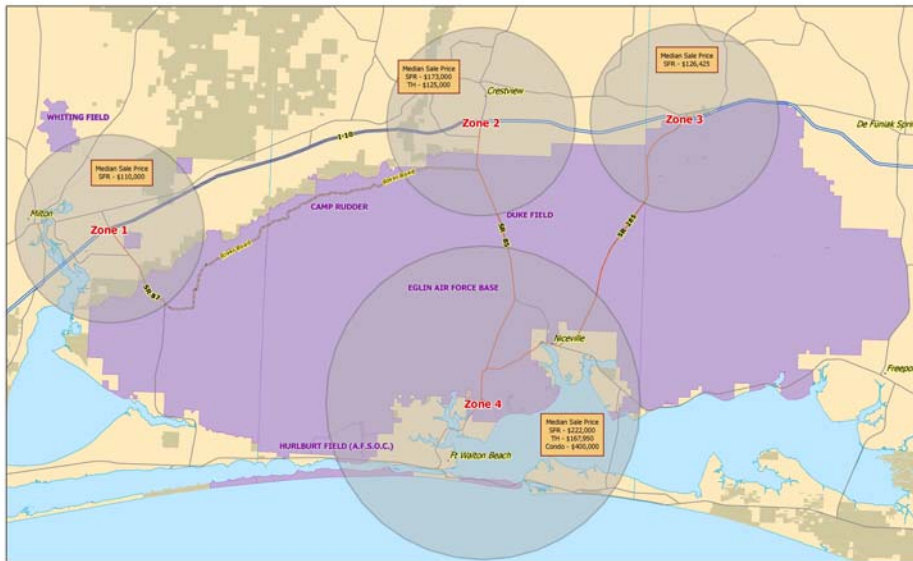 Median Sale Price
SFR - $126,425
Median Sale Price
SFR - $173,000
TH - $125,000
Crestview
WHITING FIELD
Zone 2
Zone 3
De Funiak Sprin
I-10
Median Sale Price
SFR - $110,000
CAMP RUDDER
Milton
DUKE FIELD
Zone 1
SR-85
SR-285
EGLIN AIR FORCE BASE
SR-87
Niceville
Freepo
Zone 4
Median Sale Price
SFR - $222,000
TH - $167,950
Condo - $400,000
HURLBURT FIELD (A.F.S.O.C.)
Ft Walton Beach